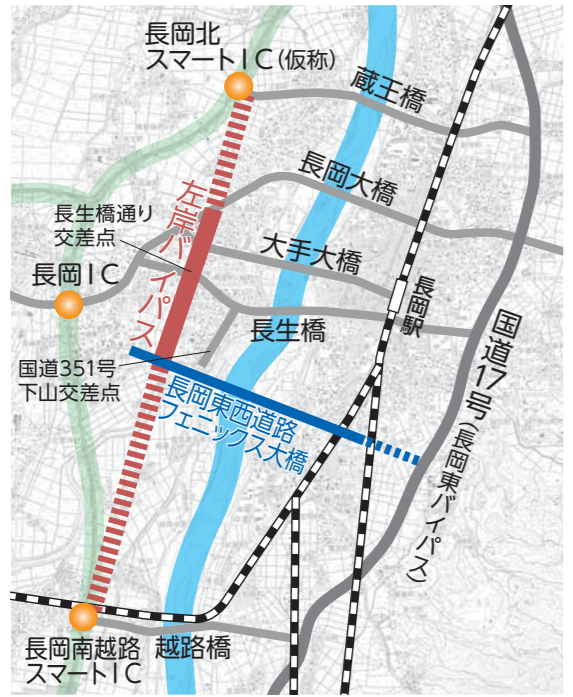 長岡北
スマートIC(仮称)
蔵王橋
長岡大橋
左岸バイパス
長生橋通り
交差点
大手大橋
長岡IC
長岡駅
長生橋
国道17号(長岡東バイパス)
国道351号
下山交差点
長岡東西道路
フェニックス大橋
長岡南越路
スマートIC
越路橋